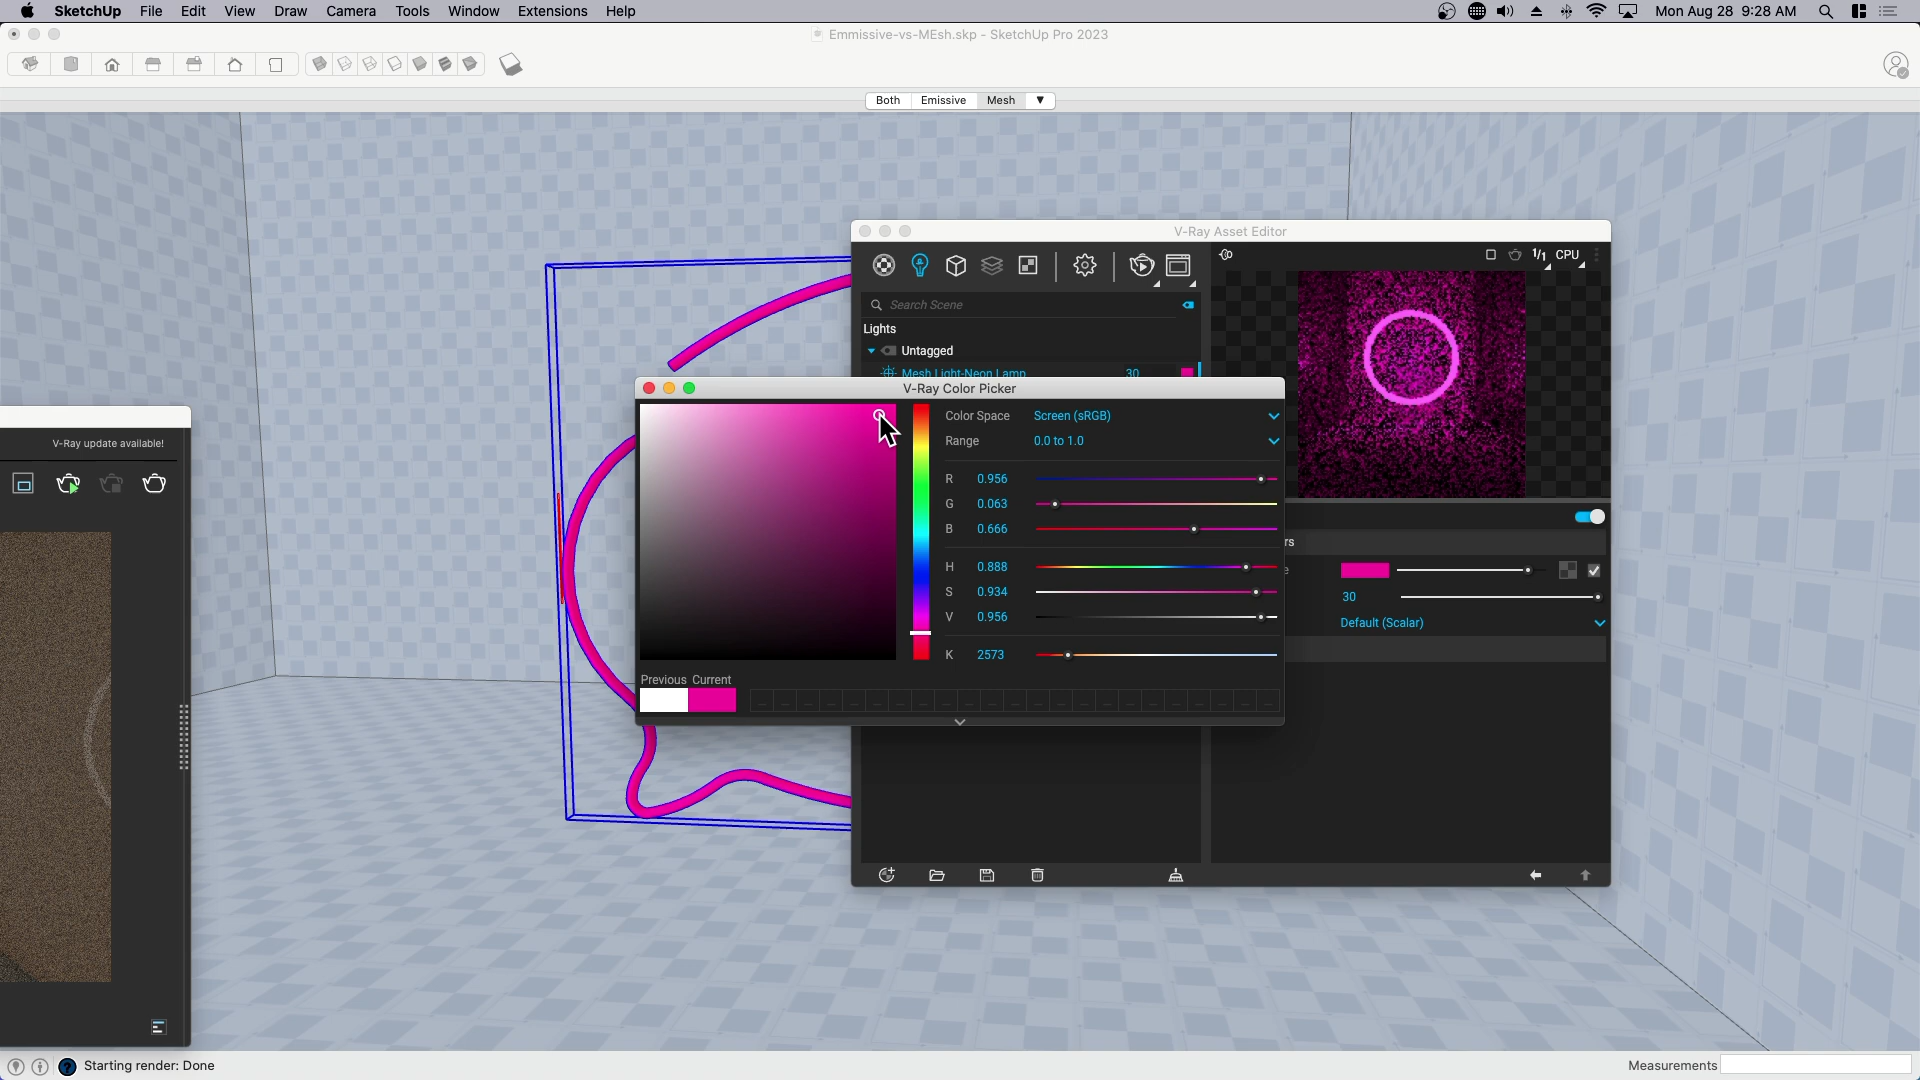 SketchUp File Edit View Draw Camera Tools Window Extensions Help
Mon Aug 28 9:28 AM
Emmissive-vs-MEsh.skp - SketchUp Pro 2023
Both Emissive Mesh ▼
V-Ray Asset Editor
1/1 CPU
Search Scene
Lights
Untagged
Mesh Light-Neon Lamp 30
V-Ray Color Picker
Color Space Screen (sRGB)
Range 0.0 to 1.0
R 0.956
G 0.063
B 0.666
H 0.888
S 0.934
V 0.956
K 2573
Previous Current
rs
e
30
Default (Scalar)
V-Ray update available!
Starting render: Done
Measurements